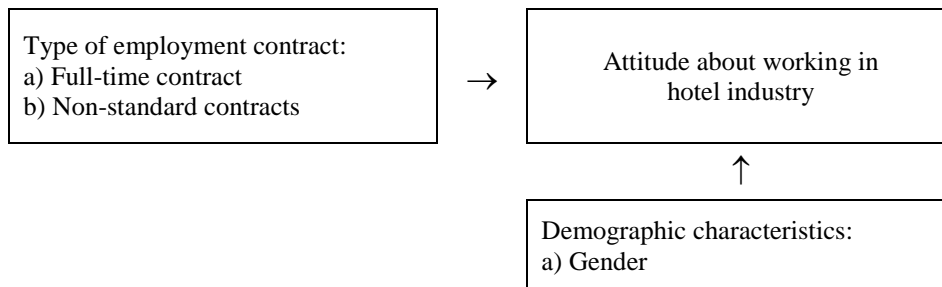 Type of employment contract:
a) Full-time contract
b) Non-standard contracts
→
Attitude about working in
hotel industry
↑
Demographic characteristics:
a) Gender